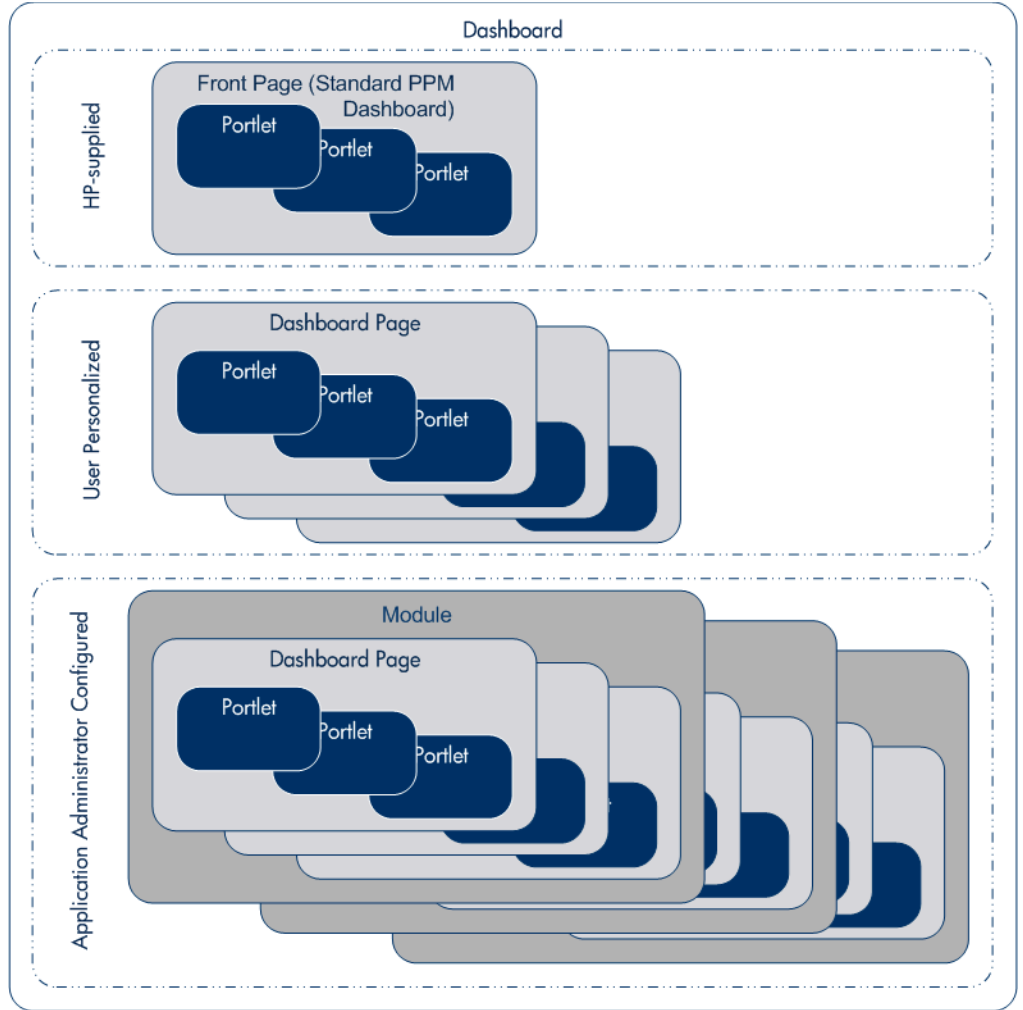 Dashboard
HP-supplied
Front Page (Standard PPM
Dashboard)
Portlet
Portlet
Portlet
User Personalized
Dashboard Page
Portlet
Portlet
Portlet
Application Administrator Configured
Module
Dashboard Page
Portlet
Portlet
Portlet